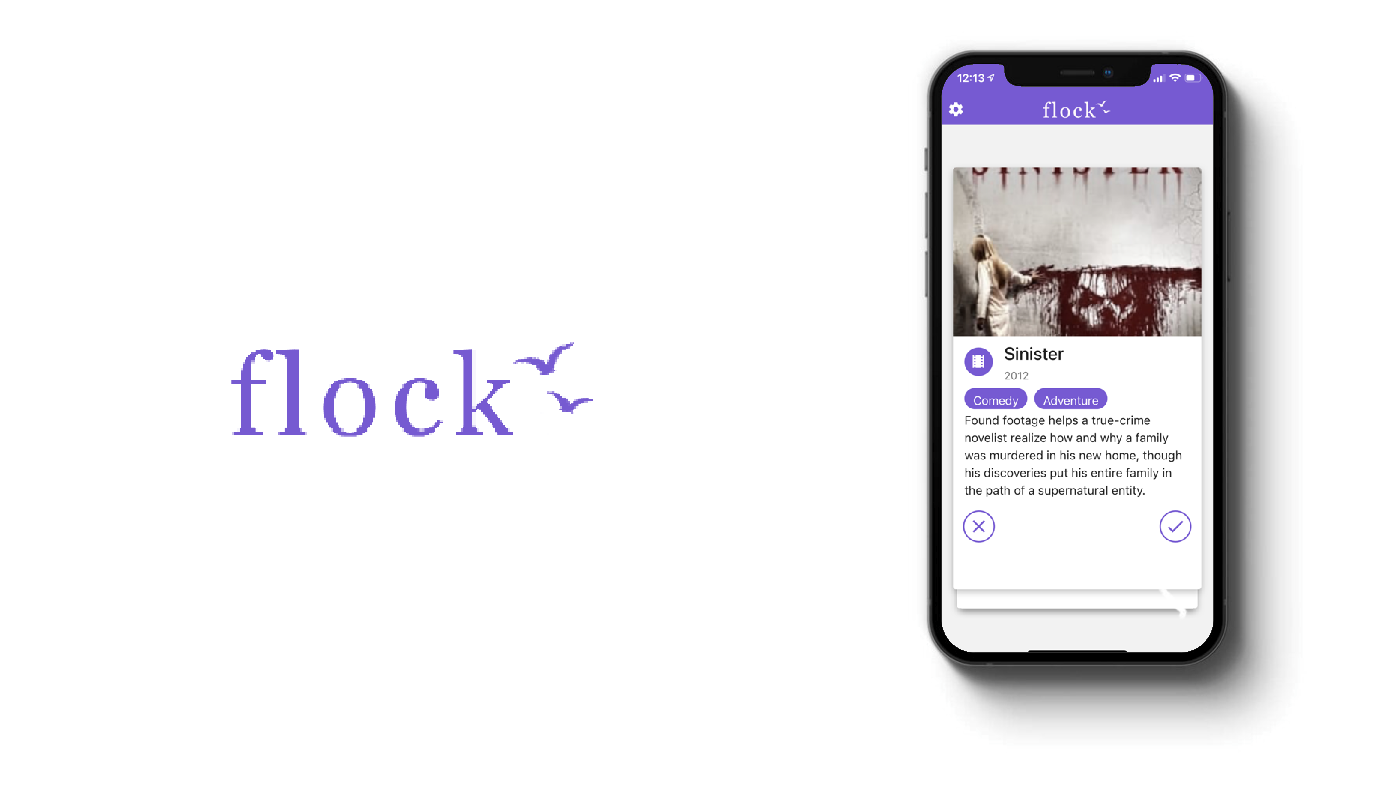 flock
12:13
flock
SINISTER
Sinister
2012
Comedy Adventure
Found footage helps a true-crime
novelist realize how and why a family
was murdered in his new home, though
his discoveries put his entire family in
the path of a supernatural entity.